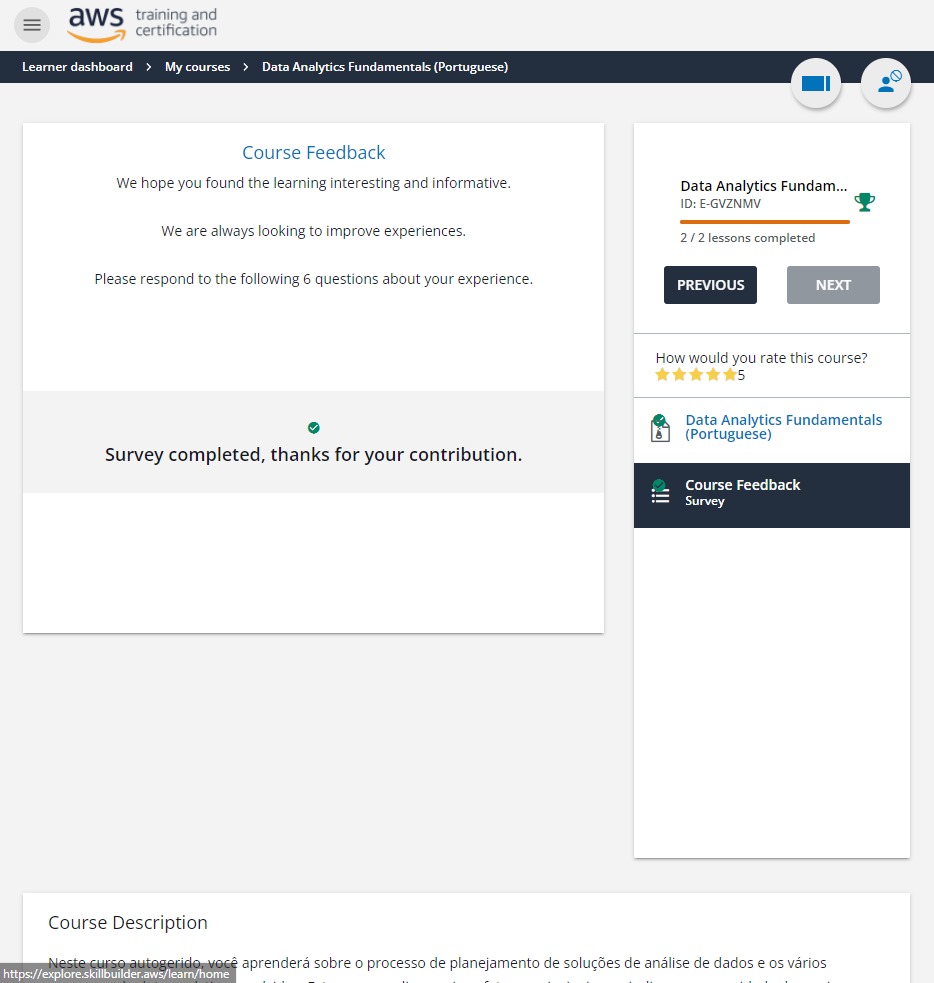 aws training and
certification
Learner dashboard > My courses > Data Analytics Fundamentals (Portuguese)
Course Feedback
We hope you found the learning interesting and informative.
We are always looking to improve experiences.
Please respond to the following 6 questions about your experience.
Survey completed, thanks for your contribution.
Data Analytics Fundam...
ID: E-GVZNMV
2 / 2 lessons completed
PREVIOUS NEXT
How would you rate this course?
5
Data Analytics Fundamentals
(Portuguese)
Course Feedback
Survey
Course Description
Neste curso autogerido, você aprenderá sobre o processo de planejamento de soluções de análise de dados e os vários
https://explore.skillbuilder.aws/learn/home